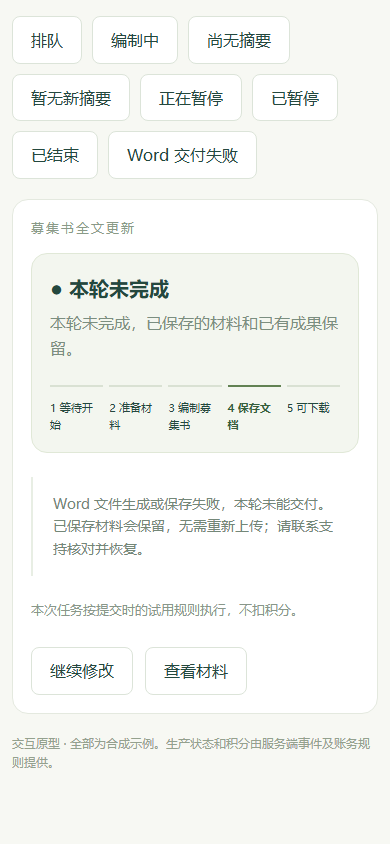 排队 编制中 尚无摘要
暂无新摘要 正在暂停 已暂停
已结束 Word 交付失败
募集书全文更新
● 本轮未完成
本轮未完成，已保存的材料和已有成果保
留。
1 等待开
始
2 准备材
料
3 编制募
集书
4 保存文
档
5 可下载
Word 文件生成或保存失败，本轮未能交付。
已保存材料会保留，无需重新上传；请联系支
持核对并恢复。
本次任务按提交时的试用规则执行，不扣积分。
继续修改 查看材料
交互原型 · 全部为合成示例。生产状态和积分由服务端事件及账务规
则提供。